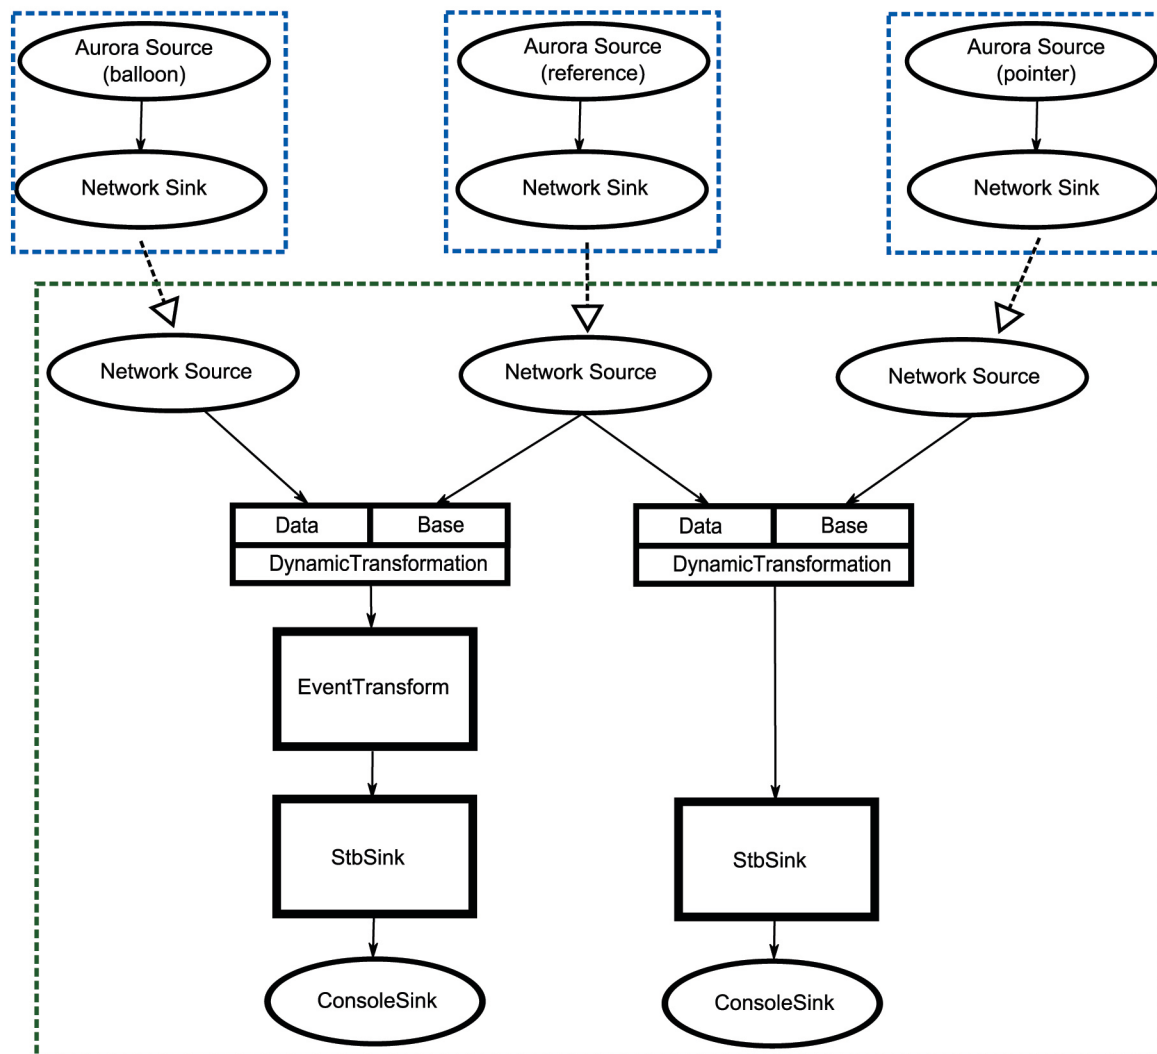 Aurora Source
(balloon)
Aurora Source
(reference)
Aurora Source
(pointer)
Network Sink
Network Sink
Network Sink
Network Source
Network Source
Network Source
Data
Base
DynamicTransformation
Data
Base
DynamicTransformation
EventTransform
StbSink
StbSink
ConsoleSink
ConsoleSink